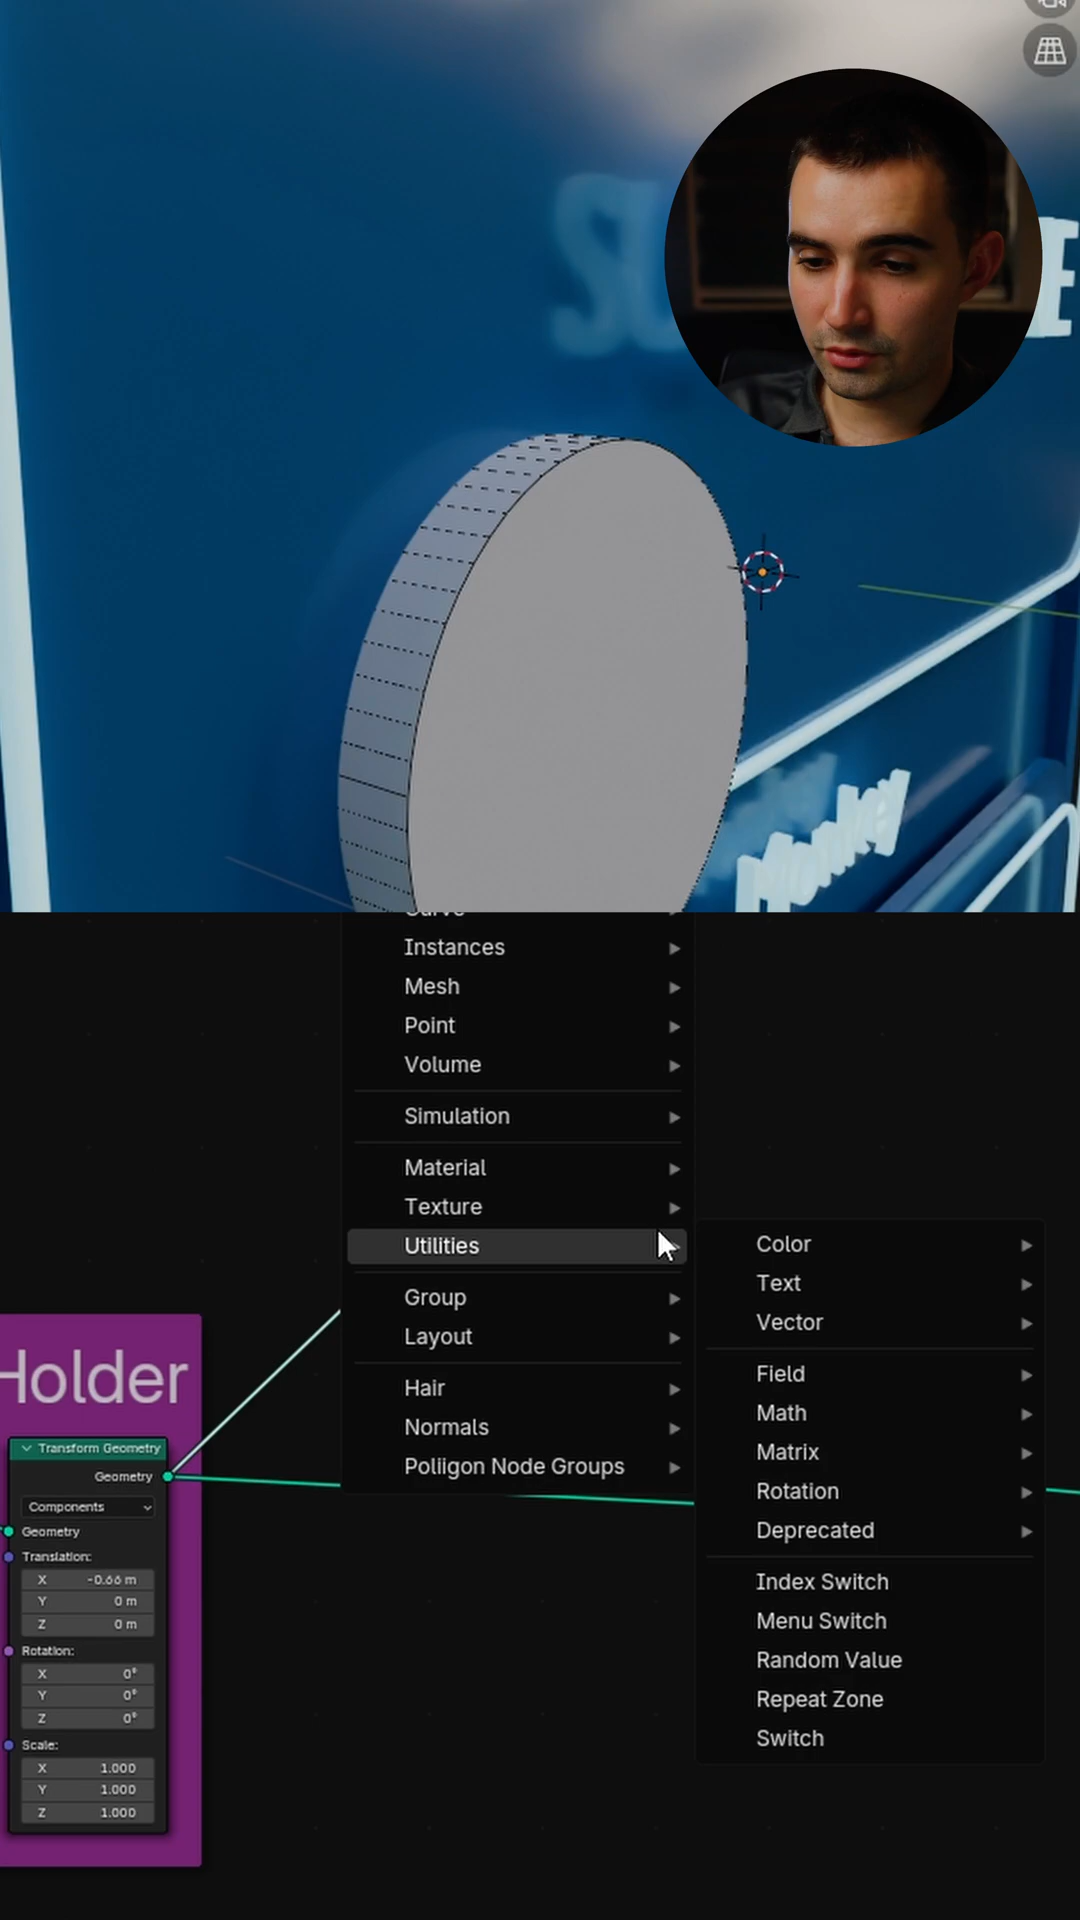 Curve
Instances
Mesh
Point
Volume
Simulation
Material
Texture
Utilities
Group
Layout
Hair
Normals
Poliigon Node Groups
Color
Text
Vector
Field
Math
Matrix
Rotation
Deprecated
Index Switch
Menu Switch
Random Value
Repeat Zone
Switch
Holder
Transform Geometry
Geometry
Components
Geometry
Translation:
X -0.66 m
Y 0 m
Z 0 m
Rotation:
X 0°
Y 0°
Z 0°
Scale:
X 1.000
Y 1.000
Z 1.000